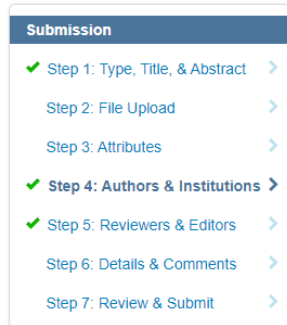 Submission
Step 1: Type, Title, & Abstract
Step 2: File Upload
Step 3: Attributes
Step 4: Authors & Institutions
Step 5: Reviewers & Editors
Step 6: Details & Comments
Step 7: Review & Submit